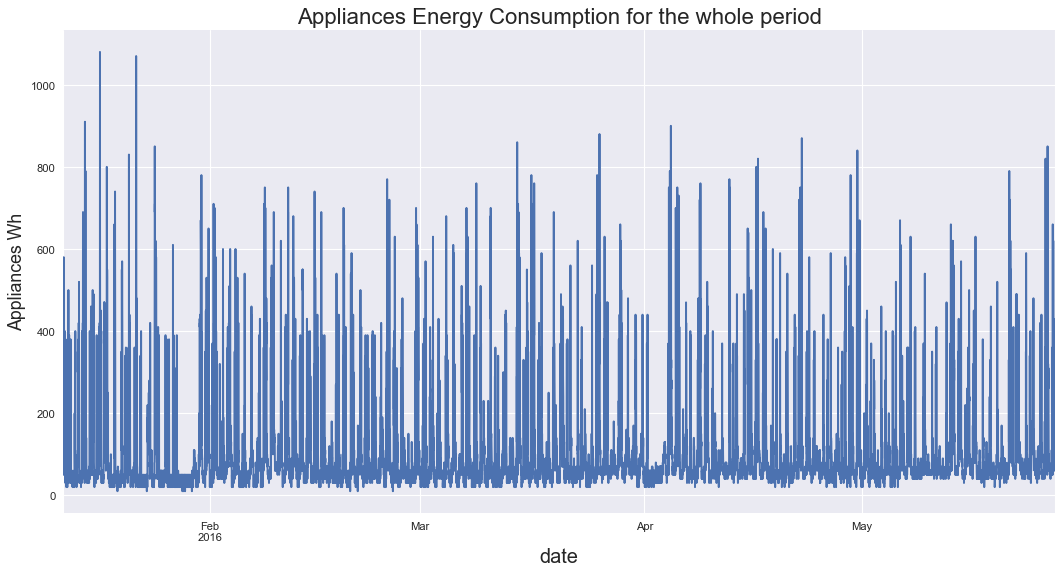 Appliances Energy Consumption for the whole period
1000
800
600
400
200
0
Appliances Wh
Feb Mar Apr May
2016
date